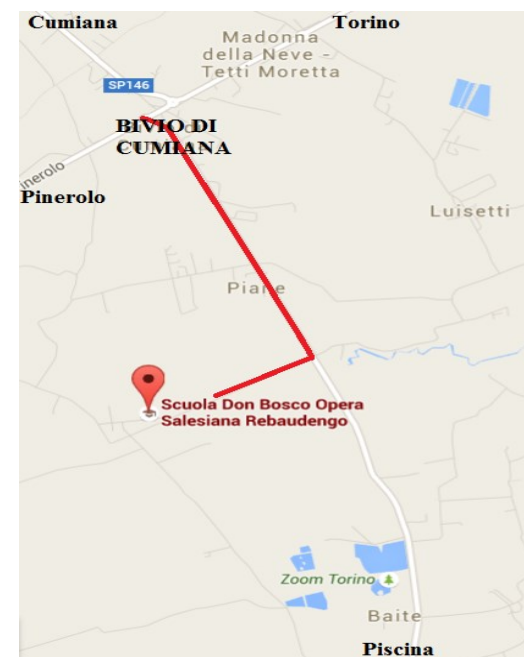 Cumiana
Torino
Madonna
della Neve -
Tetti Moretta
SP146
BIVIO DI
CUMIANA
inerolo
Pinerolo
Luisetti
Piane
Scuola Don Bosco Opera
Salesiana Rebaudengo
Zoom Torino
Baite
Piscina